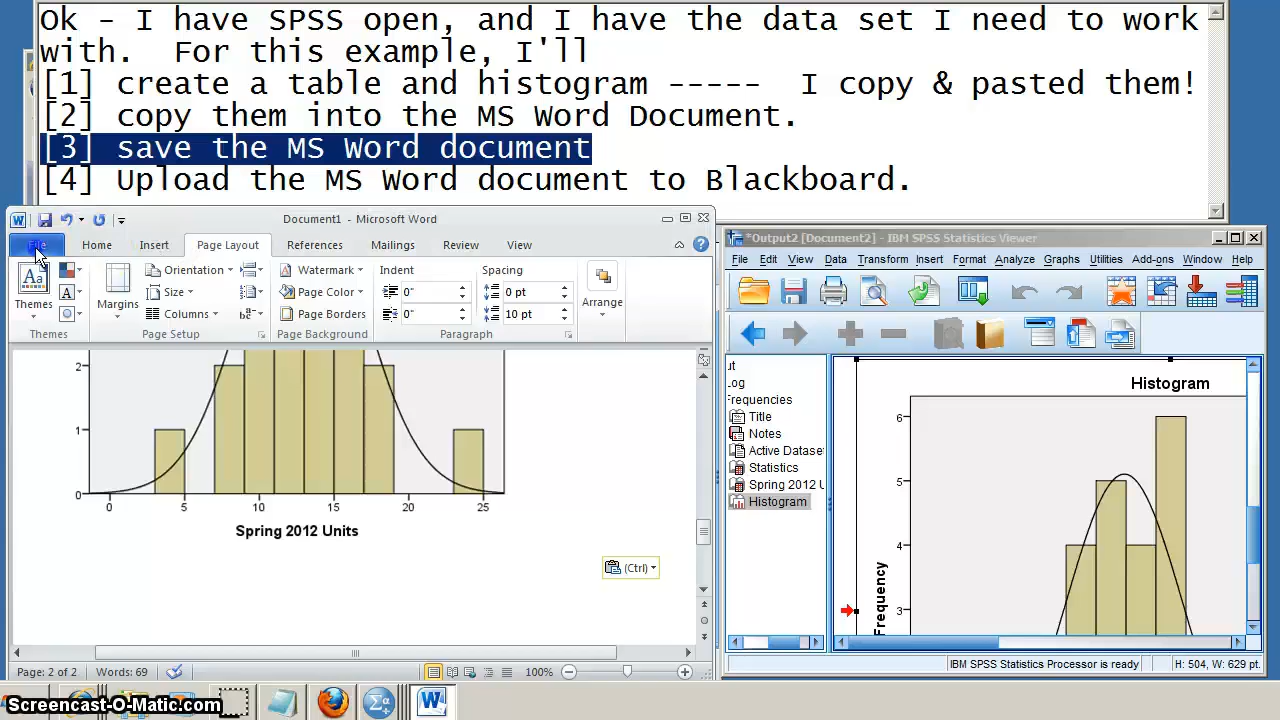 Ok - I have SPSS open, and I have the data set I need to work
with.  For this example, I'll
[1] create a table and histogram -----  I copy & pasted them!
[2] copy them into the MS Word Document.
[3] save the MS Word document
[4] Upload the MS Word document to Blackboard.
Document1 - Microsoft Word
File Home Insert Page Layout References Mailings Review View
Themes
Themes
Margins
Orientation
Size
Columns
Page Setup
Watermark
Page Color
Page Borders
Page Background
Indent
0"
0"
Spacing
0 pt
10 pt
Paragraph
Arrange
2
1
0
0 5 10 15 20 25
Spring 2012 Units
(Ctrl)
Page: 2 of 2 Words: 69 100%
*Output2 [Document2] - IBM SPSS Statistics Viewer
File Edit View Data Transform Insert Format Analyze Graphs Utilities Add-ons Window Help
ut
Log
Frequencies
Title
Notes
Active Datase
Statistics
Spring 2012 U
Histogram
Histogram
6
5
4
3
Frequency
IBM SPSS Statistics Processor is ready H: 504, W: 629 pt.
Screencast-O-Matic.com